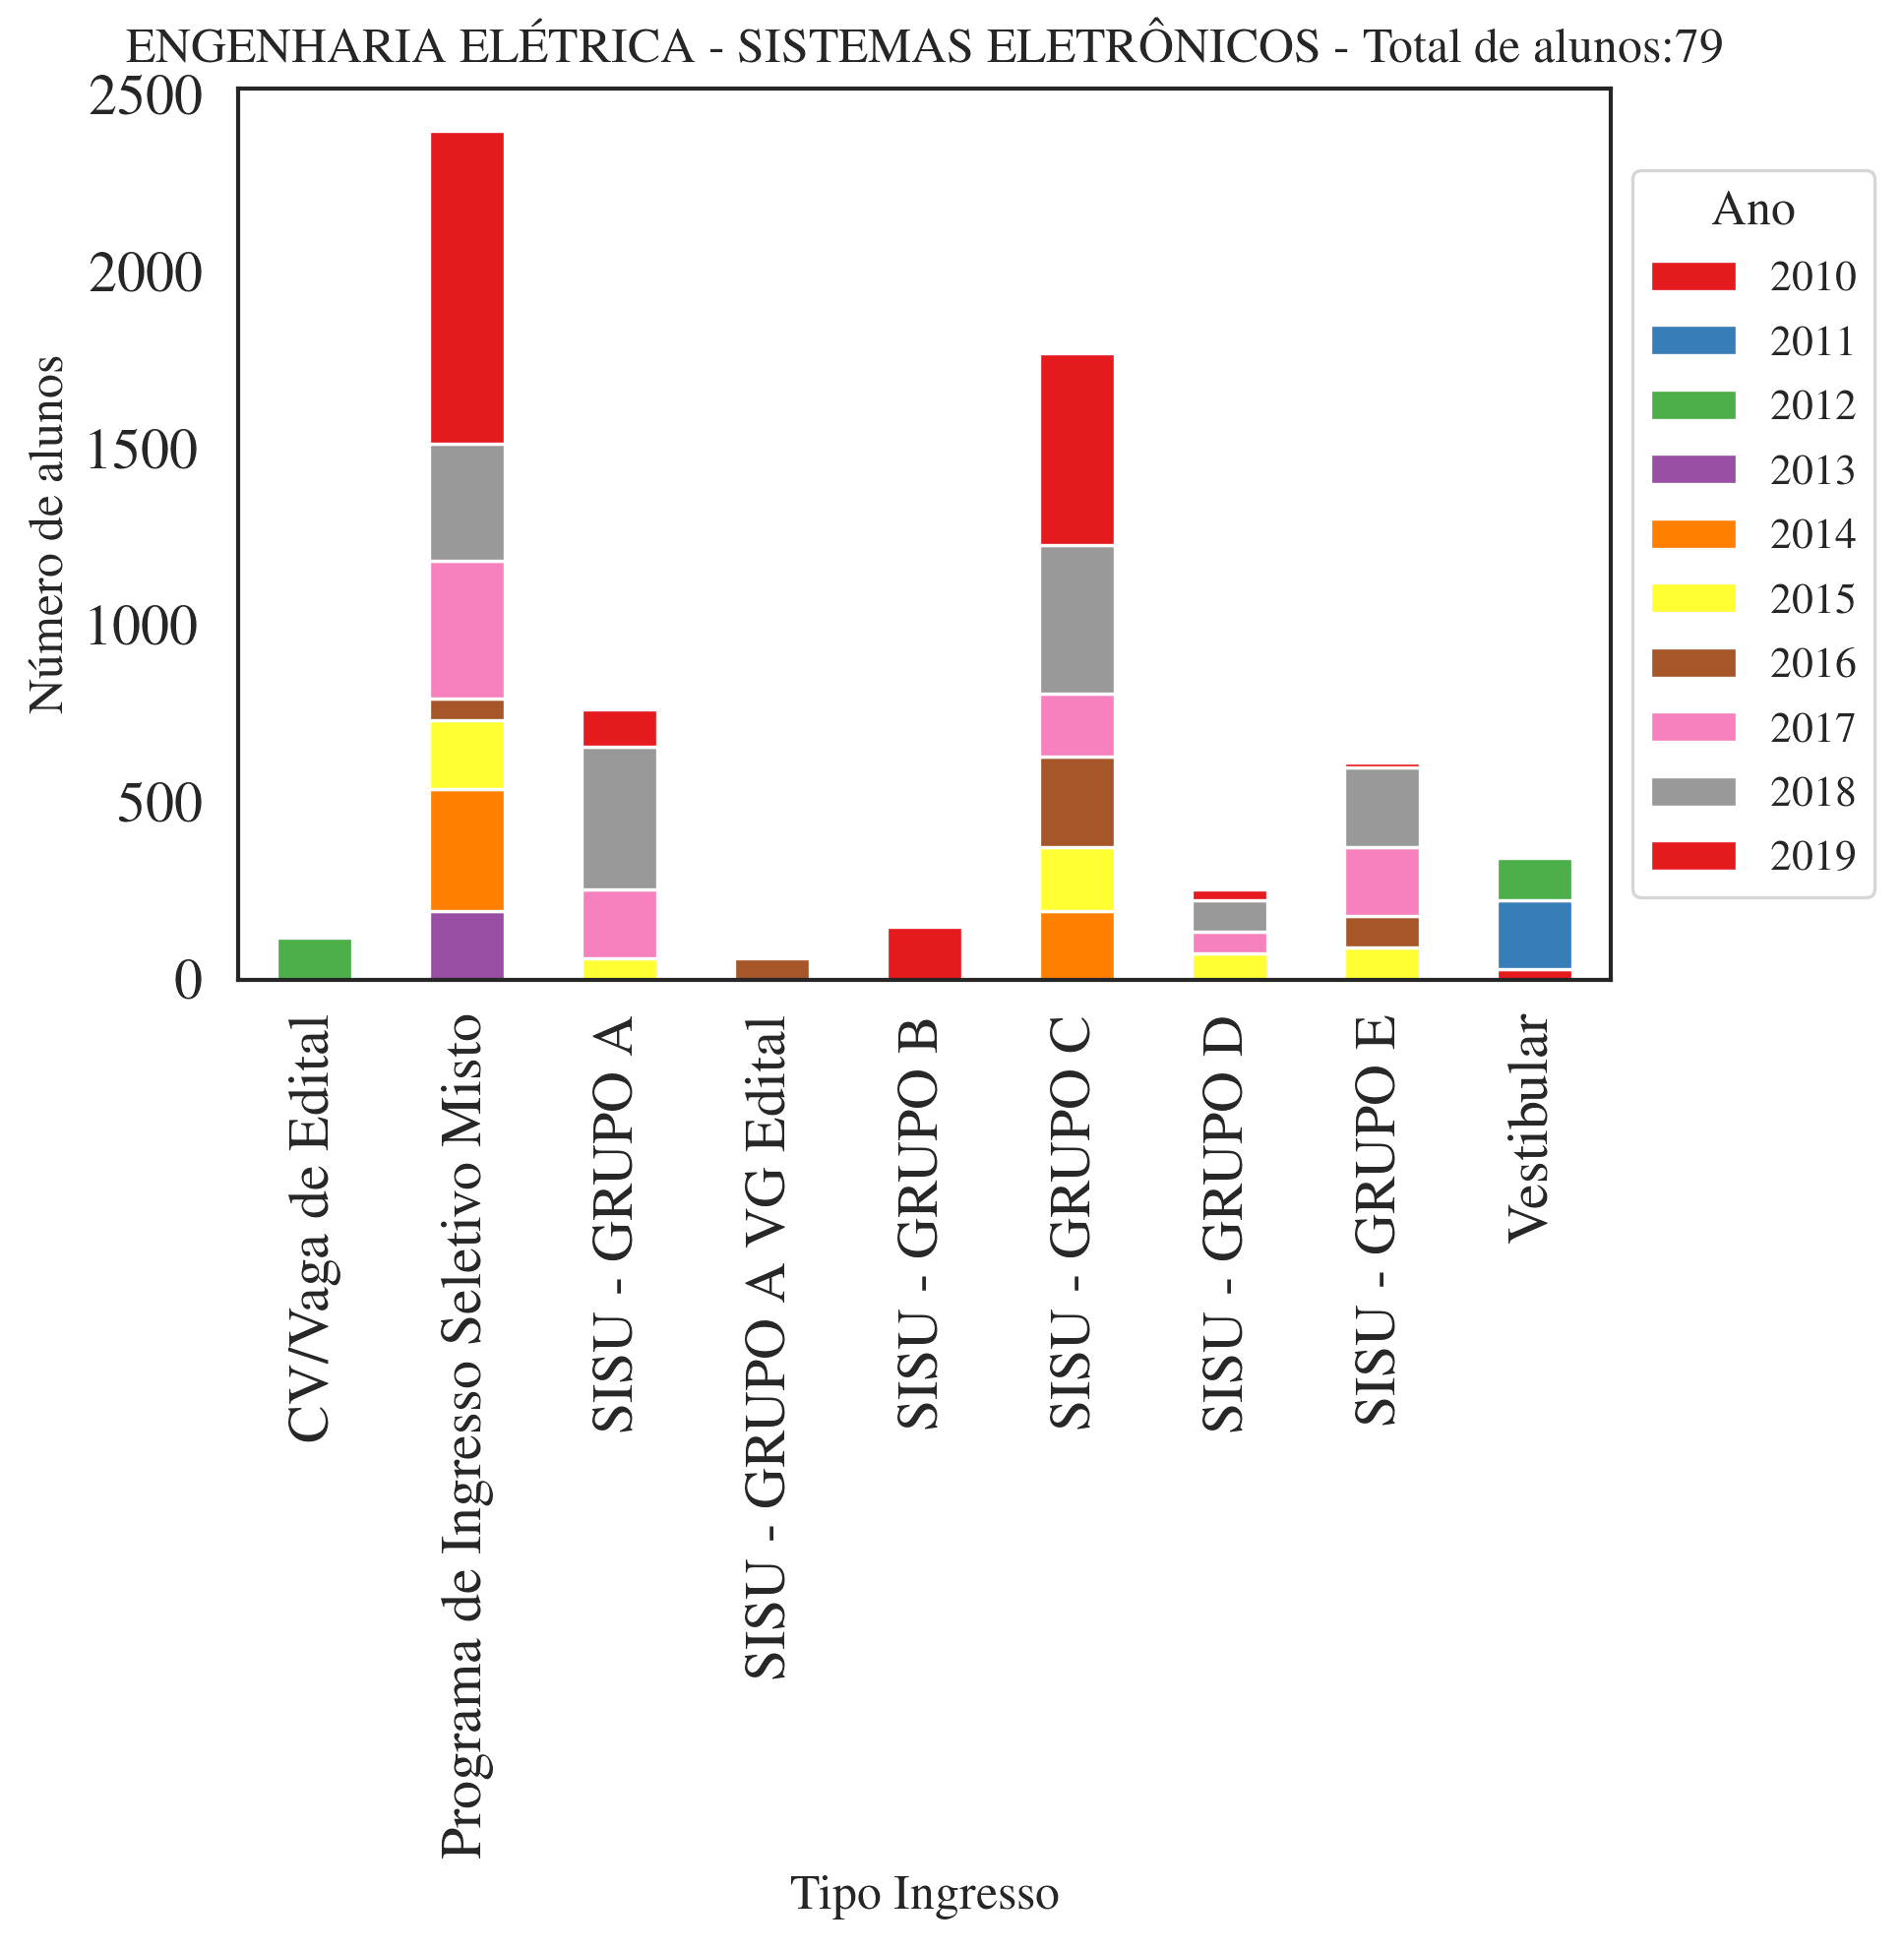 ENGENHARIA ELÉTRICA - SISTEMAS ELETRÔNICOS - Total de alunos:79
Número de alunos
2500
2000
1500
1000
500
0
CV/Vaga de Edital
Programa de Ingresso Seletivo Misto
SISU - GRUPO A
SISU - GRUPO A VG Edital
SISU - GRUPO B
SISU - GRUPO C
SISU - GRUPO D
SISU - GRUPO E
Vestibular
Tipo Ingresso
Ano
2010
2011
2012
2013
2014
2015
2016
2017
2018
2019